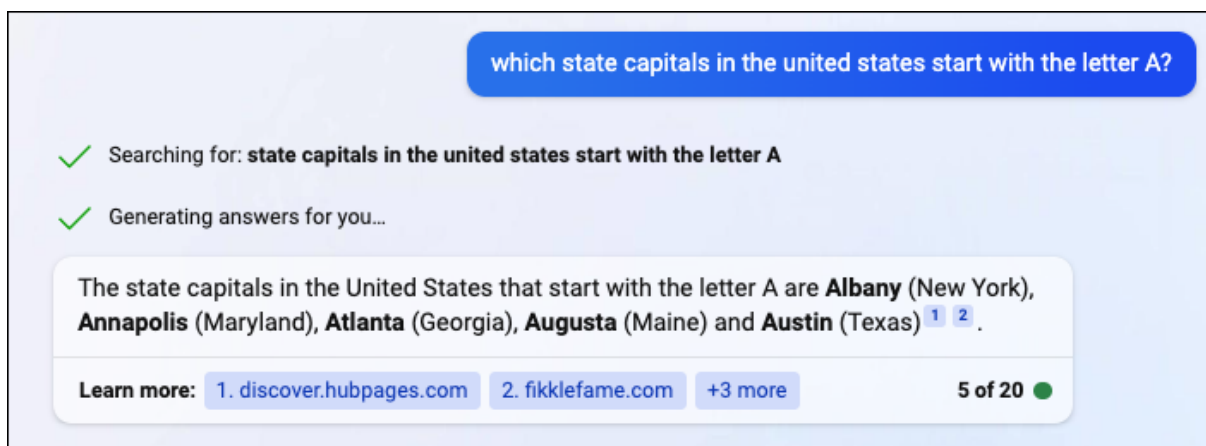 which state capitals in the united states start with the letter A?
Searching for: state capitals in the united states start with the letter A
Generating answers for you...
The state capitals in the United States that start with the letter A are Albany (New York),
Annapolis (Maryland), Atlanta (Georgia), Augusta (Maine) and Austin (Texas) 1 2 .
Learn more: 1. discover.hubpages.com 2. fikklefame.com +3 more 5 of 20